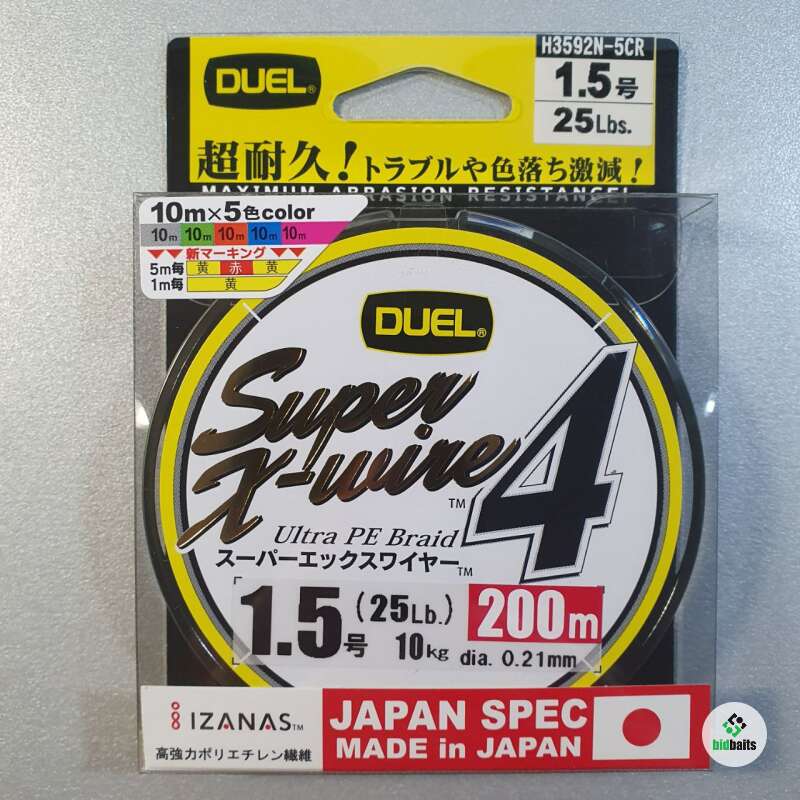 H3592N-5CR
DUEL®
1.5号
25Lbs.
超耐久！トラブルや色落ち激減！
MAXIMUM ABRASION RESISTANCE!
10m×5色color
10m 10m 10m 10m 10m
▼▼新マーキング▼▼
5m毎 黄 赤 黄
1m毎 黄
DUEL®
Super
X-wire™ 4
Ultra PE Braid
スーパーエックスワイヤー™
1.5号 (25Lb.) 10kg 200m
dia. 0.21mm
IZANAS™
高強力ポリエチレン繊維
JAPAN SPEC
MADE in JAPAN
bidbaits